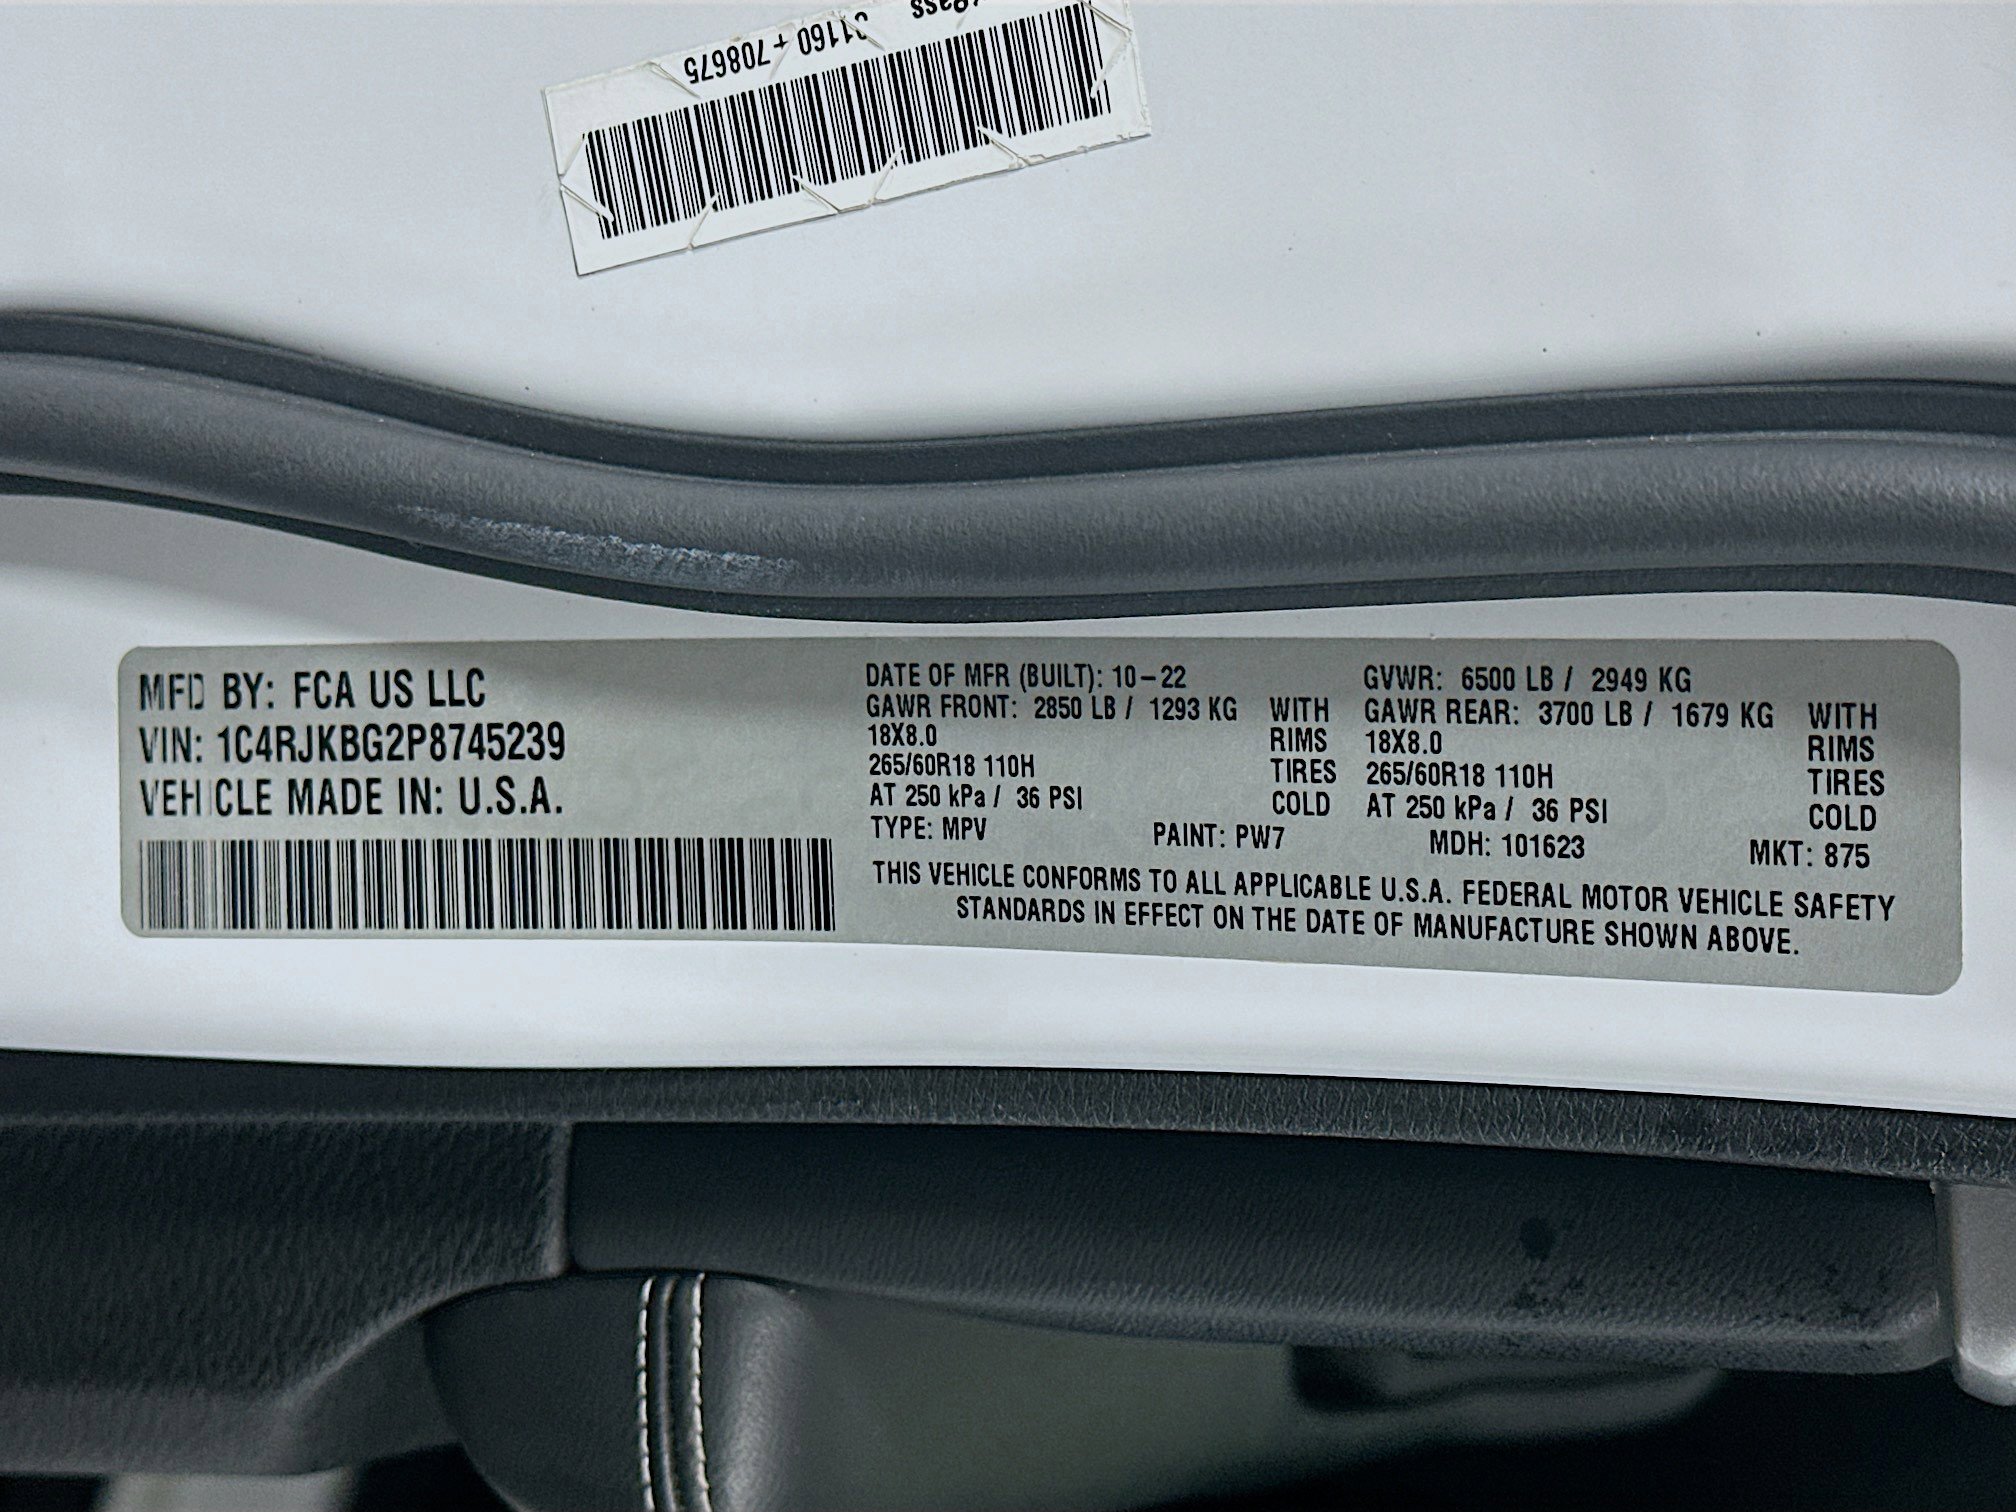 708675
MFD BY: FCA US LLC
VIN: 1C4RJKBG2P8745239
VEHICLE MADE IN: U.S.A.
DATE OF MFR (BUILT): 10-22
GAWR FRONT: 2850 LB / 1293 KG WITH
18X8.0 RIMS
265/60R18 110H TIRES
AT 250 kPa / 36 PSI COLD
GVWR: 6500 LB / 2949 KG
GAWR REAR: 3700 LB / 1679 KG WITH
18X8.0 RIMS
265/60R18 110H TIRES
AT 250 kPa / 36 PSI COLD
TYPE: MPV PAINT: PW7 MDH: 101623 MKT: 875
THIS VEHICLE CONFORMS TO ALL APPLICABLE U.S.A. FEDERAL MOTOR VEHICLE SAFETY
STANDARDS IN EFFECT ON THE DATE OF MANUFACTURE SHOWN ABOVE.